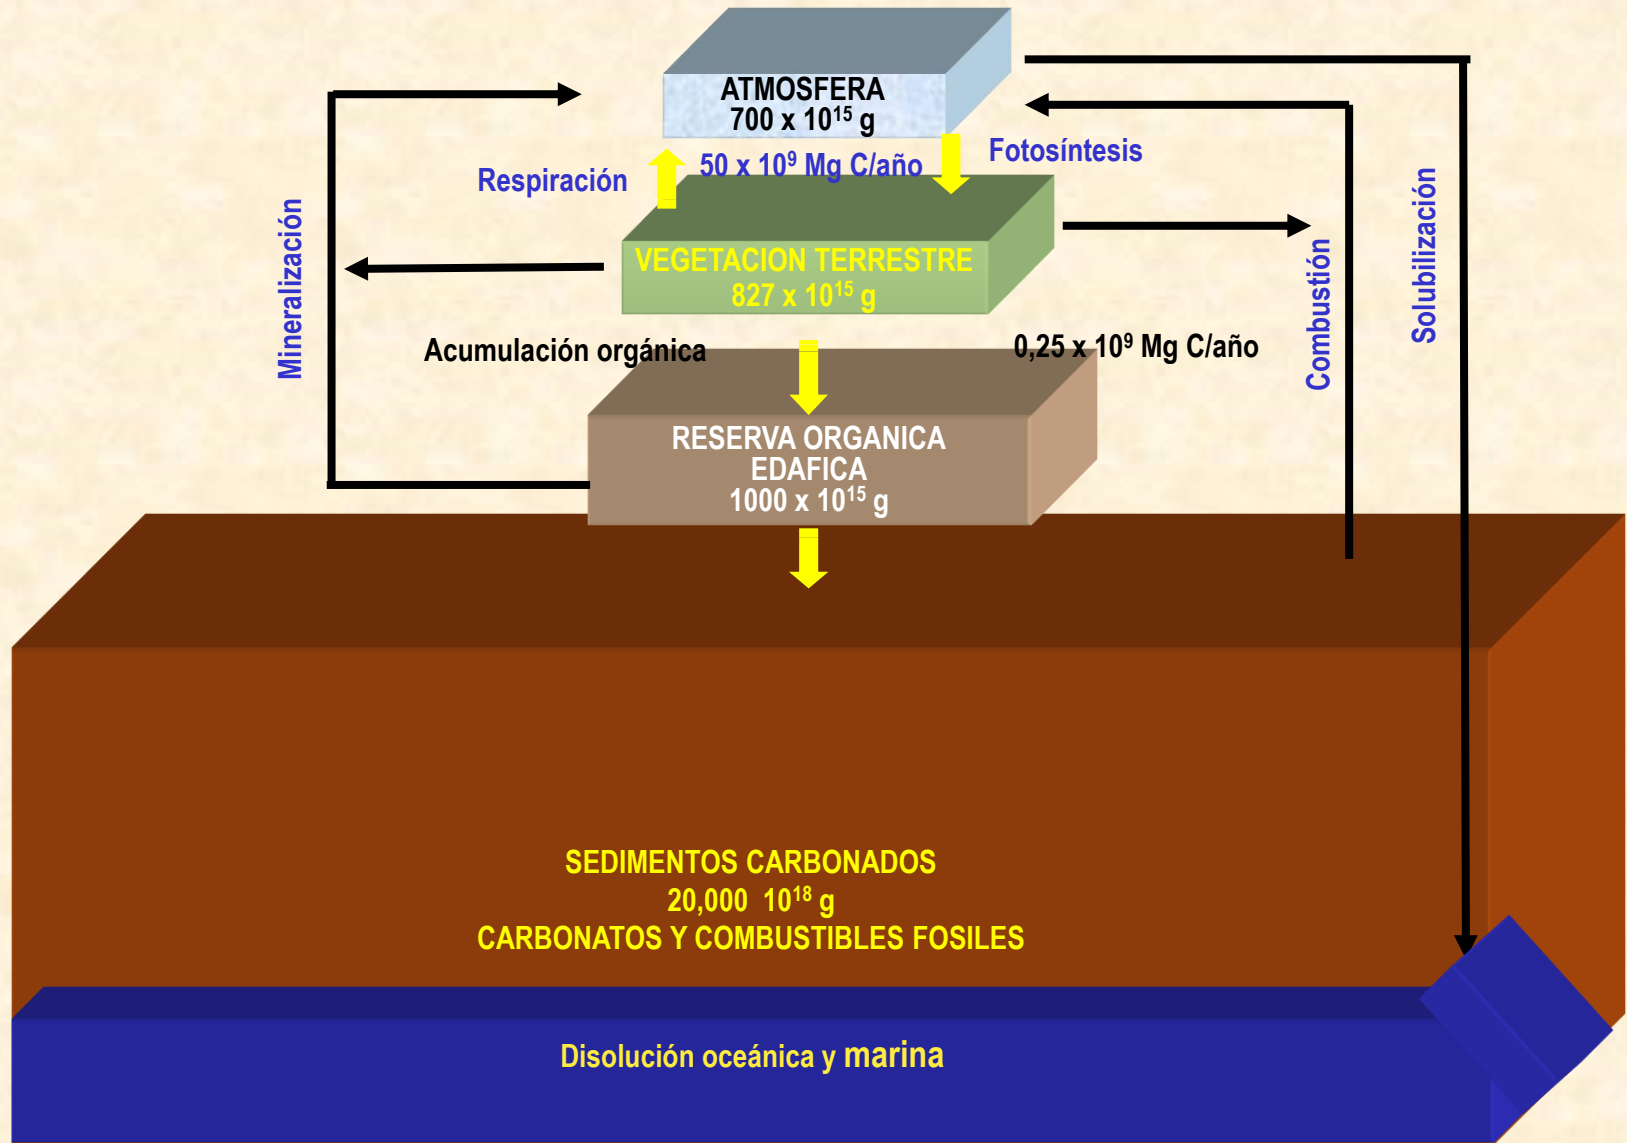 ATMOSFERA
700 x 10¹⁵ g
50 x 10⁹ Mg C/año
Fotosíntesis
Respiración
Mineralización
VEGETACION TERRESTRE
827 x 10¹⁵ g
Combustión
Solubilización
Acumulación orgánica
0,25 x 10⁹ Mg C/año
RESERVA ORGANICA
EDAFICA
1000 x 10¹⁵ g
SEDIMENTOS CARBONADOS
20,000 10¹⁸ g
CARBONATOS Y COMBUSTIBLES FOSILES
Disolución oceánica y marina